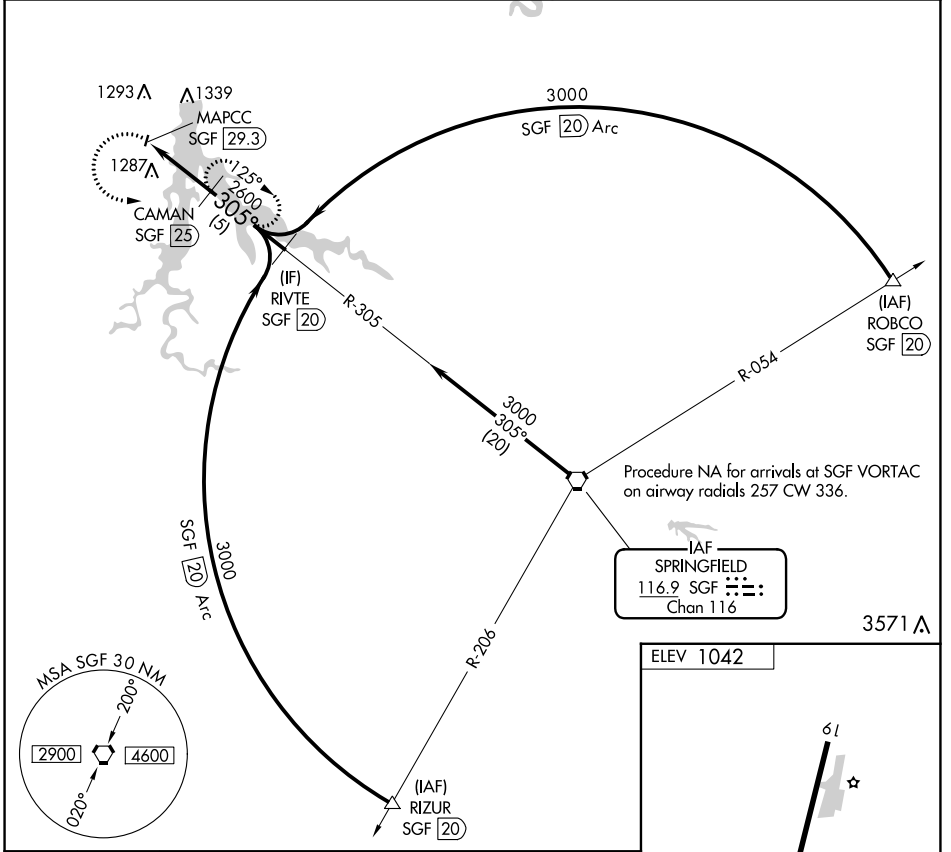 1293
1339
MAPCC
SGF 29.3
1287
125°
2600
CAMAN
SGF 25
305°
(5)
3000
SGF 20 Arc
(IF)
RIVTE
SGF 20
R-305
(IAF)
ROBCO
SGF 20
R-054
3000
305°
(20)
Procedure NA for arrivals at SGF VORTAC
on airway radials 257 CW 336.
IAF
SPRINGFIELD
116.9 SGF
Chan 116
3000
SGF 20 Arc
R-206
3571
ELEV 1042
61
MSA SGF 30 NM
200°
2900
4600
020°
(IAF)
RIZUR
SGF 20